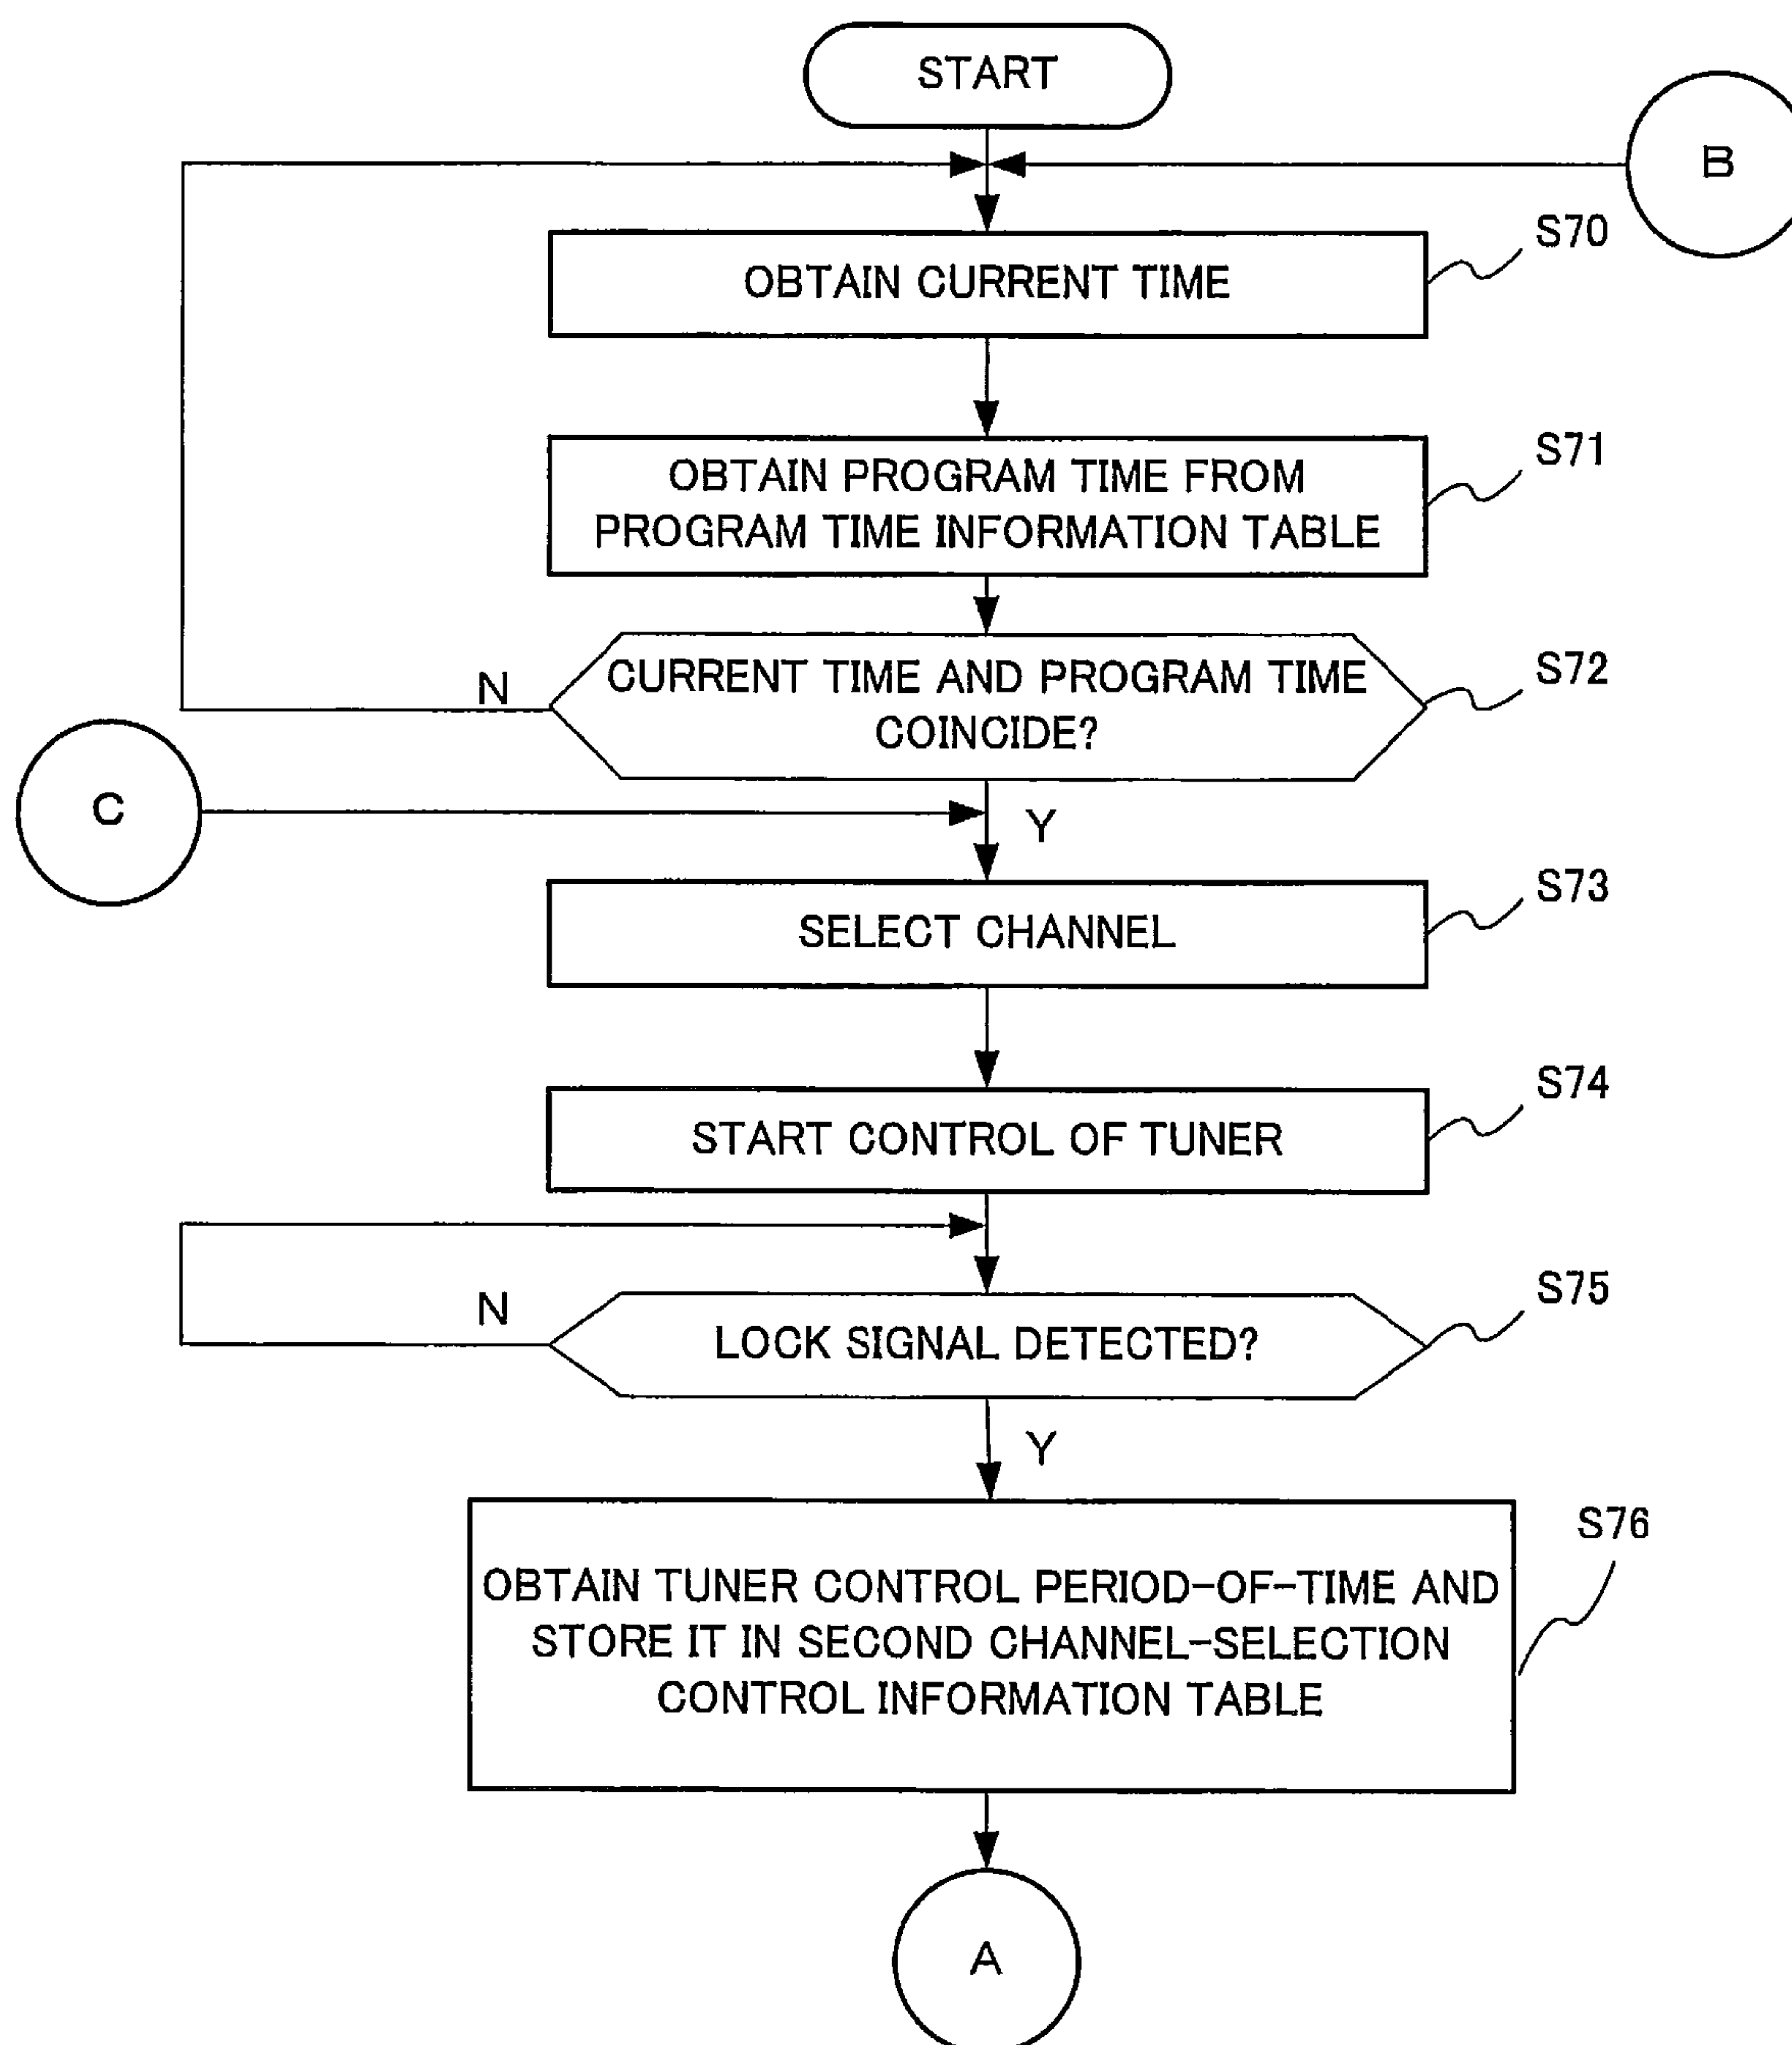 START
B
S70
OBTAIN CURRENT TIME
S71
OBTAIN PROGRAM TIME FROM
PROGRAM TIME INFORMATION TABLE
S72
N
CURRENT TIME AND PROGRAM TIME
COINCIDE?
C
Y
S73
SELECT CHANNEL
S74
START CONTROL OF TUNER
S75
N
LOCK SIGNAL DETECTED?
Y
S76
OBTAIN TUNER CONTROL PERIOD-OF-TIME AND
STORE IT IN SECOND CHANNEL-SELECTION
CONTROL INFORMATION TABLE
A